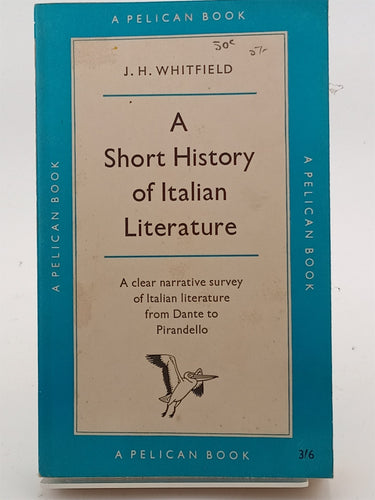 A PELICAN BOOK
30c
J. H. WHITFIELD
A
Short History
of Italian
Literature
A clear narrative survey
of Italian literature
from Dante to
Pirandello
A PELICAN BOOK
A PELICAN BOOK
A PELICAN BOOK
3/6